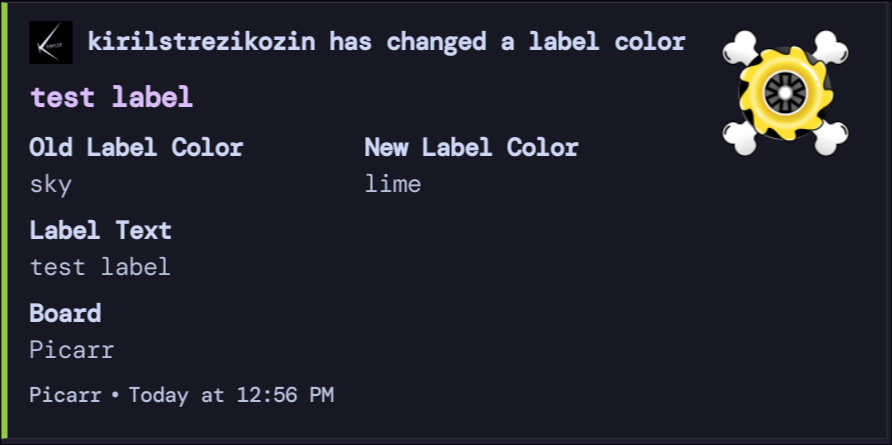 kirilstrezikozin has changed a label color
test label
Old Label Color New Label Color
sky lime
Label Text
test label
Board
Picarr
Picarr • Today at 12:56 PM